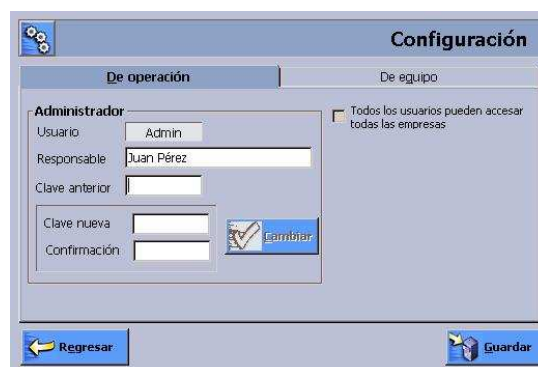 Configuración
De operación
De equipo
Administrador
Usuario Admin
Responsable Juan Pérez
Clave anterior
Clave nueva
Confirmación
Cambiar
Todos los usuarios pueden accesar
todas las empresas
Regresar
Guardar